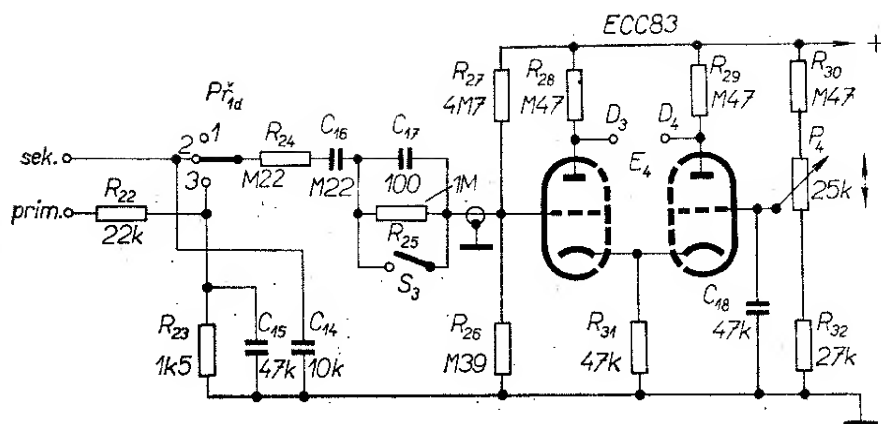 ECC83
+
R27
4M7
R28
M47
R29
M47
R30
M47
Př1d
1
2
3
sek.
R24
M22
C16
M22
C17
100
1M
R25
S3
D3
D4
E4
P4
25k
prim.
R22
22k
R23
1k5
C15
47k
C14
10k
R26
M39
R31
47k
C18
47k
R32
27k